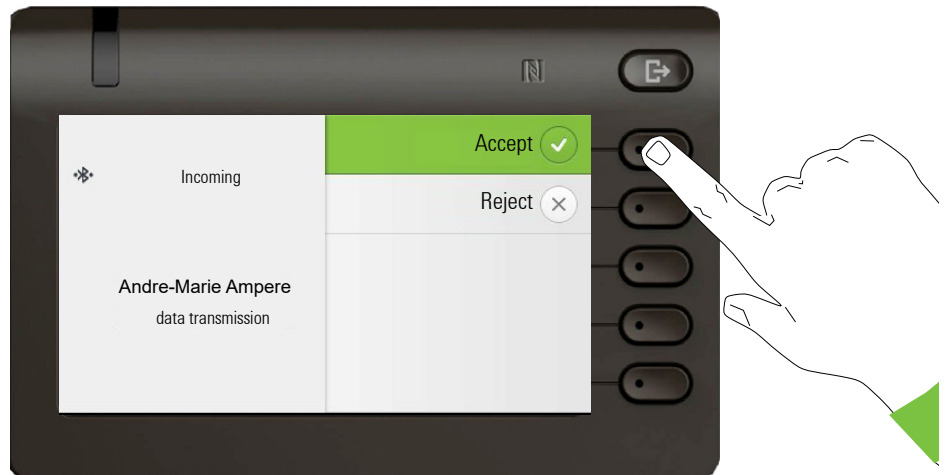 Accept
Incoming
Reject
Andre-Marie Ampere
data transmission